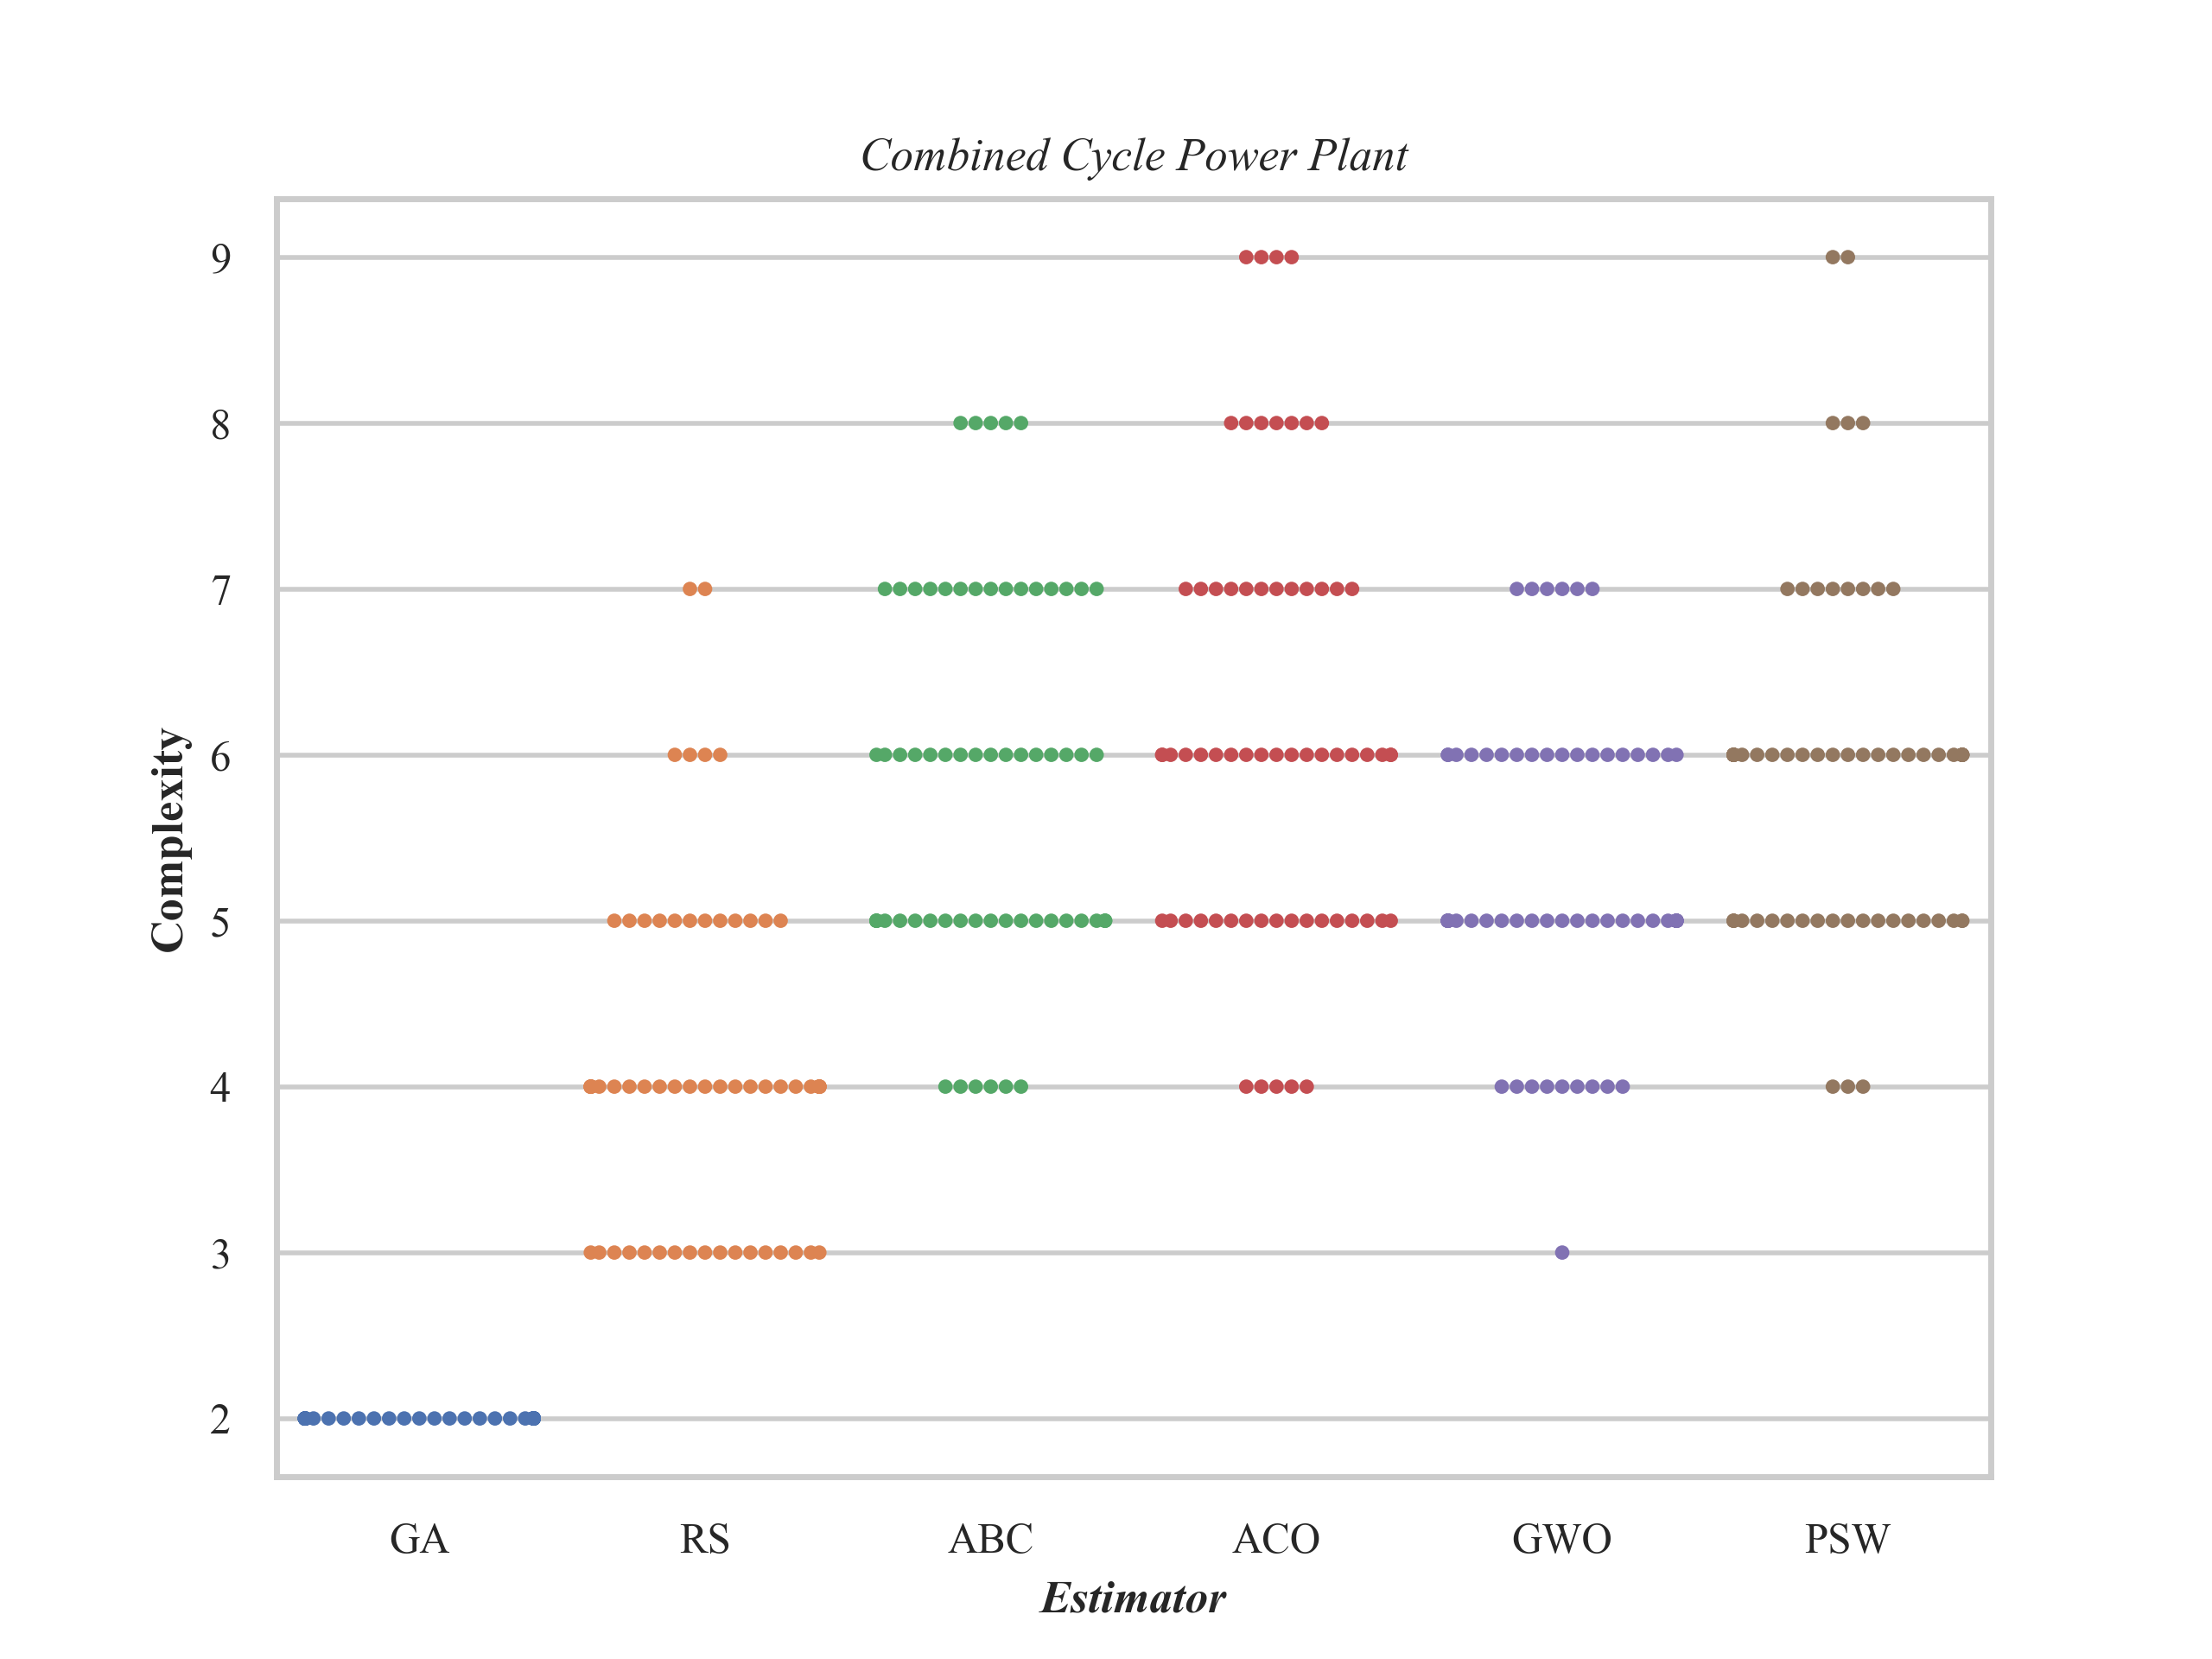 Combined Cycle Power Plant
Complexity
9
8
7
6
5
4
3
2
GA RS ABC ACO GWO PSW
Estimator